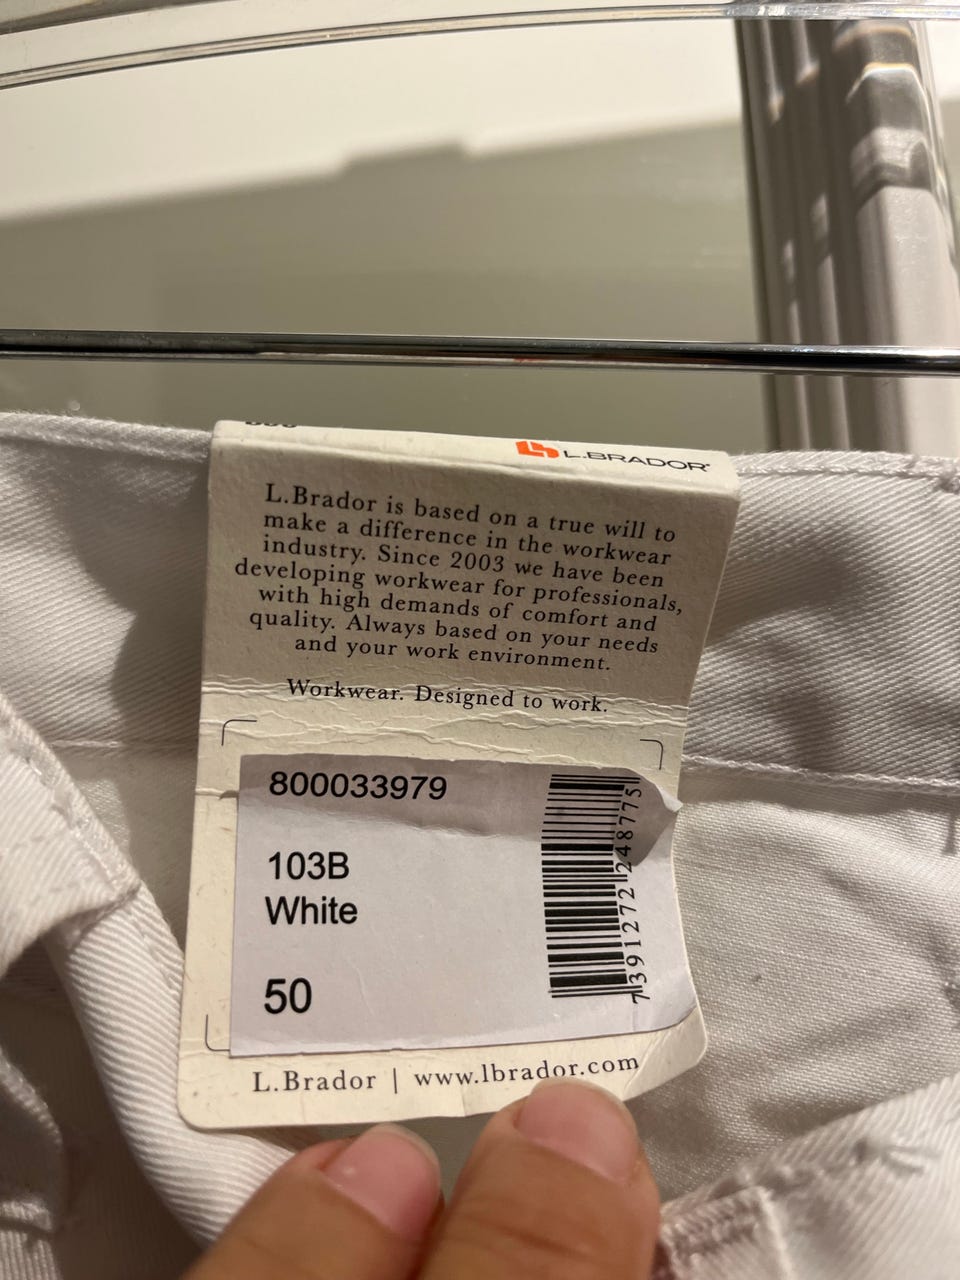 L.BRADOR
L.Brador is based on a true will to
make a difference in the workwear
industry. Since 2003 we have been
developing workwear for professionals,
with high demands of comfort and
quality. Always based on your needs
and your work environment.
Workwear. Designed to work.
800033979
103B
White
50
7391272248775
L.Brador | www.lbrador.com